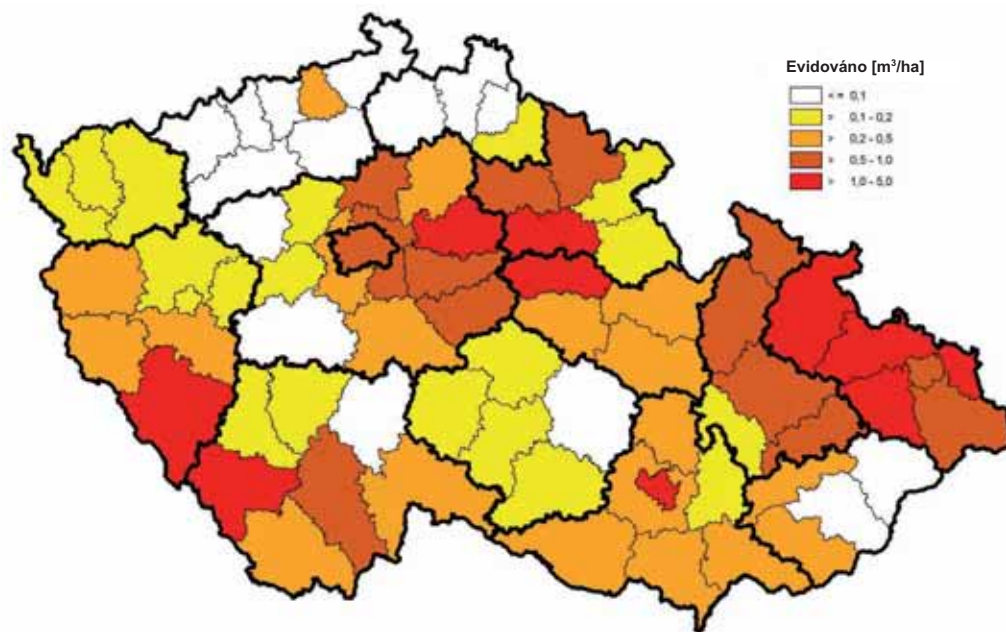 Evidováno [m³/ha]
<= 0,1
> 0,1 - 0,2
> 0,2 - 0,5
> 0,5 - 1,0
> 1,0 - 5,0